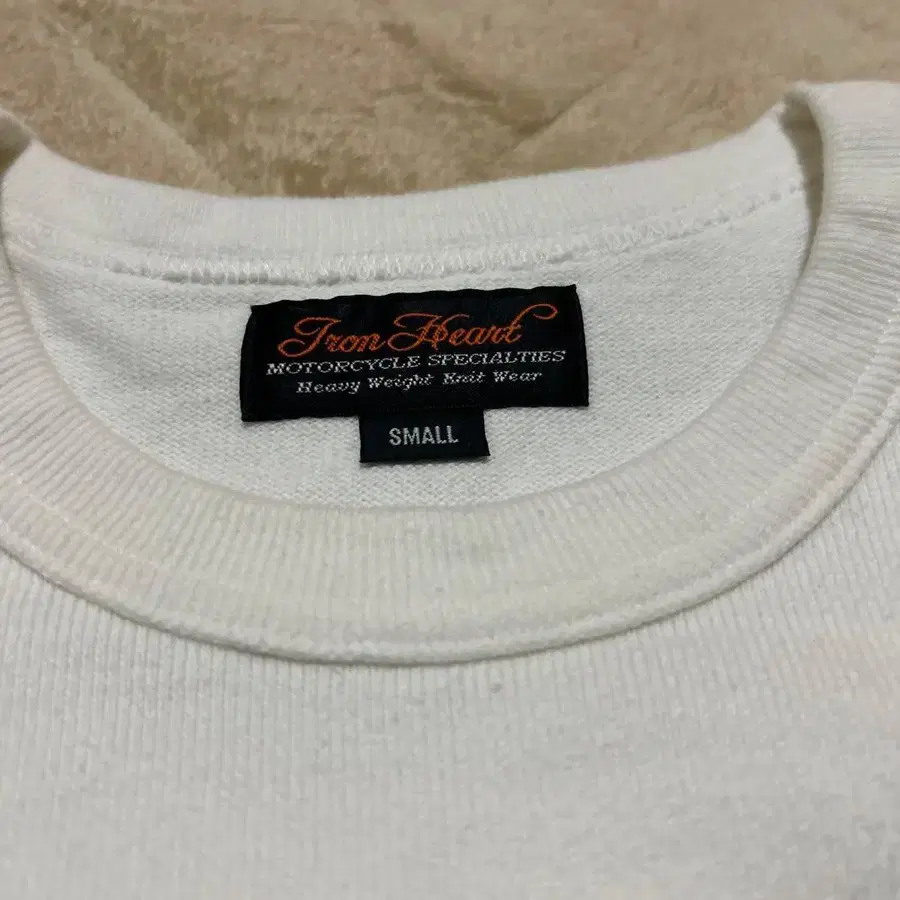 Iron Heart
MOTORCYCLE SPECIALTIES
Heavy Weight Knit Wear
SMALL